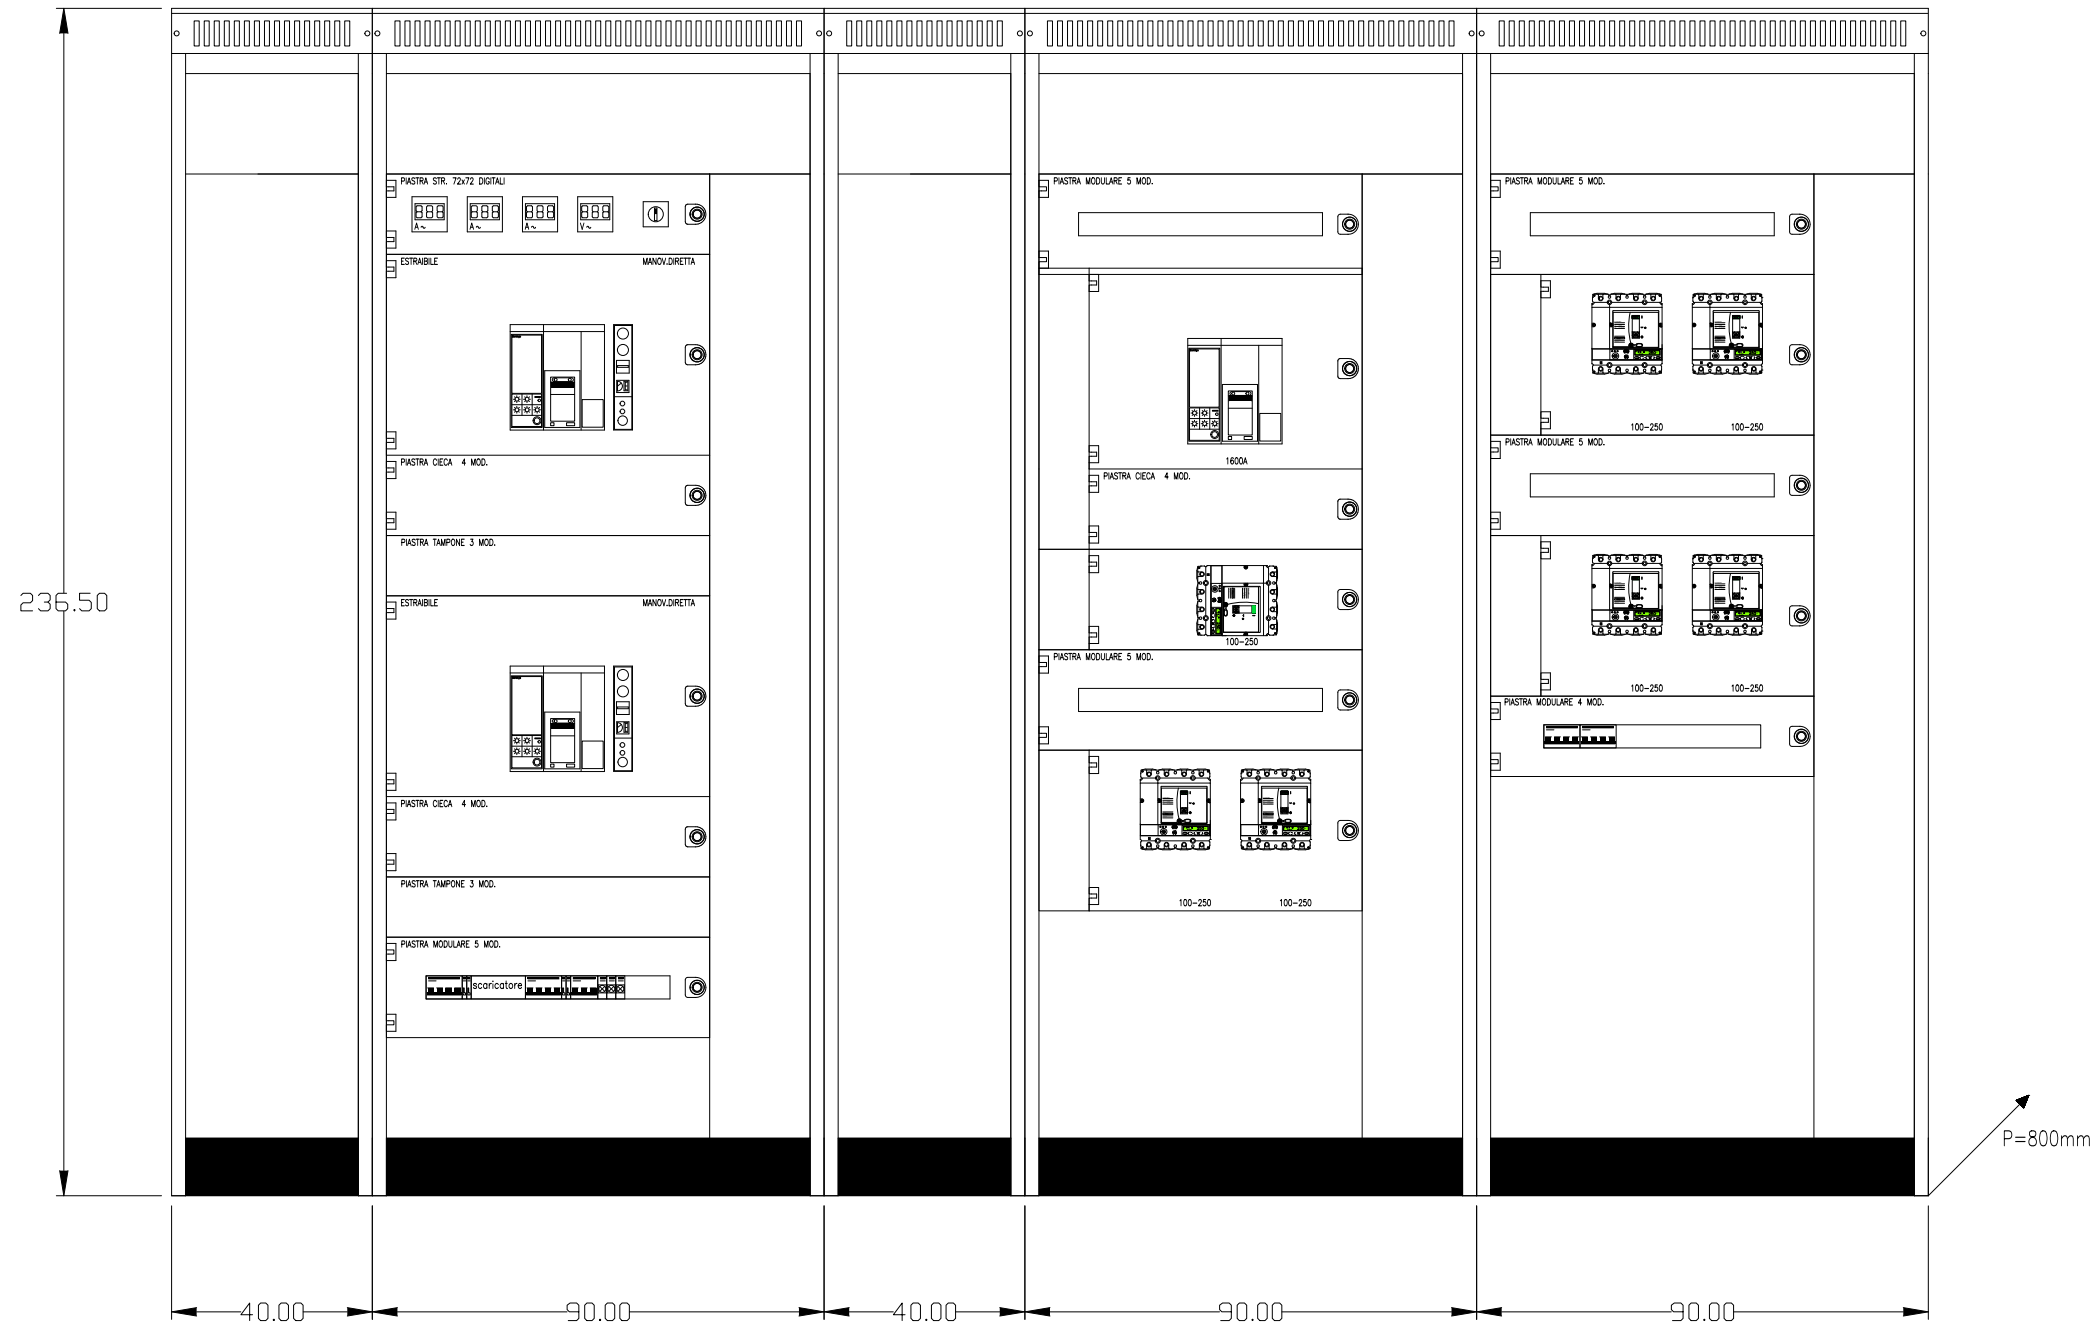 PIASTRA STR. 72x72 DIGITALI
A~
A~
A~
V~
ESTRAIBILE
MANOV.DIRETTA
PIASTRA CIECA 4 MOD.
PIASTRA TAMPONE 3 MOD.
ESTRAIBILE
MANOV.DIRETTA
PIASTRA CIECA 4 MOD.
PIASTRA TAMPONE 3 MOD.
PIASTRA MODULARE 5 MOD.
scaricatore
PIASTRA MODULARE 5 MOD.
1600A
PIASTRA CIECA 4 MOD.
100-250
PIASTRA MODULARE 5 MOD.
100-250
100-250
PIASTRA MODULARE 5 MOD.
100-250
100-250
PIASTRA MODULARE 5 MOD.
100-250
100-250
PIASTRA MODULARE 4 MOD.
236.50
P=800mm
40.00
90.00
40.00
90.00
90.00